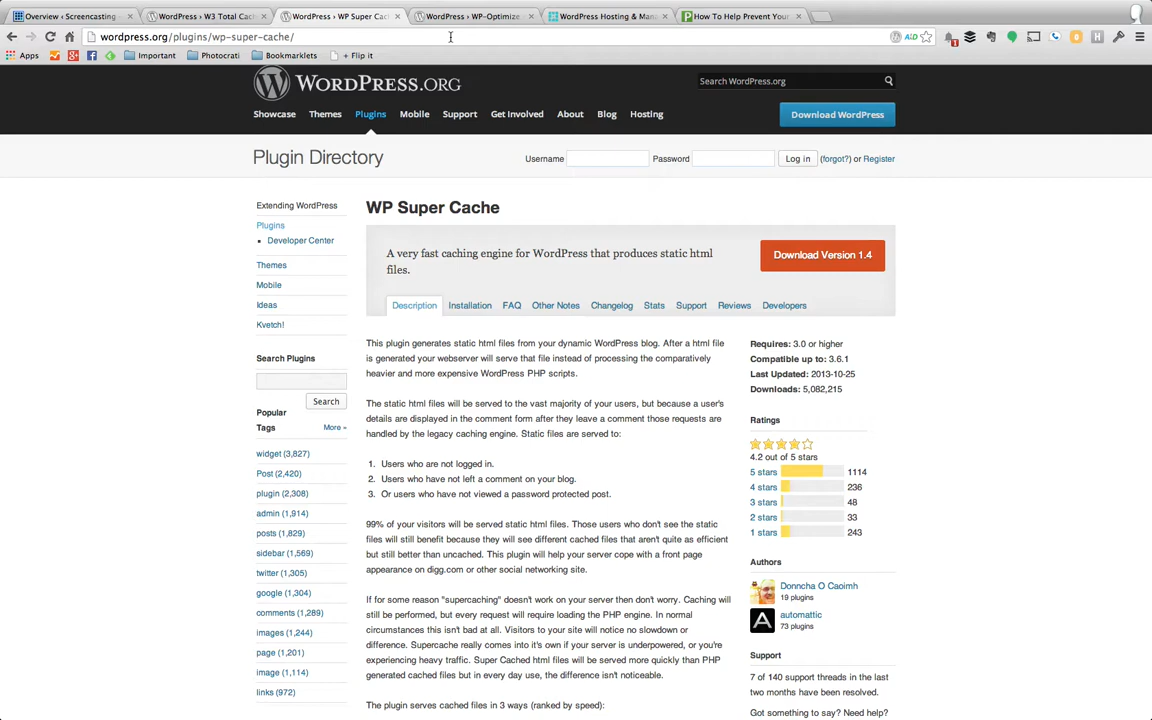 Overview ‹ Screencasting
WordPress › W3 Total Cac
WordPress › WP Super Cac
WordPress › WP-Optimize
WordPress Hosting & Mana
How To Help Prevent Your
wordpress.org/plugins/wp-super-cache/
Apps
Important
Photocrati
Bookmarklets
+ Flip it
WORDPRESS.ORG
Search WordPress.org
Showcase Themes Plugins Mobile Support Get Involved About Blog Hosting
Download WordPress
Plugin Directory
Username
Password
Log in
(forgot?) or Register
Extending WordPress
Plugins
Developer Center
Themes
Mobile
Ideas
Kvetch!
Search Plugins
Search
Popular
Tags
More »
widget (3,827)
Post (2,420)
plugin (2,308)
admin (1,914)
posts (1,829)
sidebar (1,569)
twitter (1,305)
google (1,304)
comments (1,289)
images (1,244)
page (1,201)
image (1,114)
links (972)
WP Super Cache
A very fast caching engine for WordPress that produces static html
files.
Download Version 1.4
Description Installation FAQ Other Notes Changelog Stats Support Reviews Developers
This plugin generates static html files from your dynamic WordPress blog. After a html file
is generated your webserver will serve that file instead of processing the comparatively
heavier and more expensive WordPress PHP scripts.
The static html files will be served to the vast majority of your users, but because a user's
details are displayed in the comment form after they leave a comment those requests are
handled by the legacy caching engine. Static files are served to:
1. Users who are not logged in.
2. Users who have not left a comment on your blog.
3. Or users who have not viewed a password protected post.
99% of your visitors will be served static html files. Those users who don't see the static
files will still benefit because they will see different cached files that aren't quite as efficient
but still better than uncached. This plugin will help your server cope with a front page
appearance on digg.com or other social networking site.
If for some reason "supercaching" doesn't work on your server then don't worry. Caching will
still be performed, but every request will require loading the PHP engine. In normal
circumstances this isn't bad at all. Visitors to your site will notice no slowdown or
difference. Supercache really comes into it's own if your server is underpowered, or you're
experiencing heavy traffic. Super Cached html files will be served more quickly than PHP
generated cached files but in every day use, the difference isn't noticeable.
The plugin serves cached files in 3 ways (ranked by speed):
Requires: 3.0 or higher
Compatible up to: 3.6.1
Last Updated: 2013-10-25
Downloads: 5,082,215
Ratings
4.2 out of 5 stars
5 stars 1114
4 stars 236
3 stars 48
2 stars 33
1 stars 243
Authors
Donncha O Caoimh
19 plugins
automattic
73 plugins
Support
7 of 140 support threads in the last
two months have been resolved.
Got something to say? Need help?